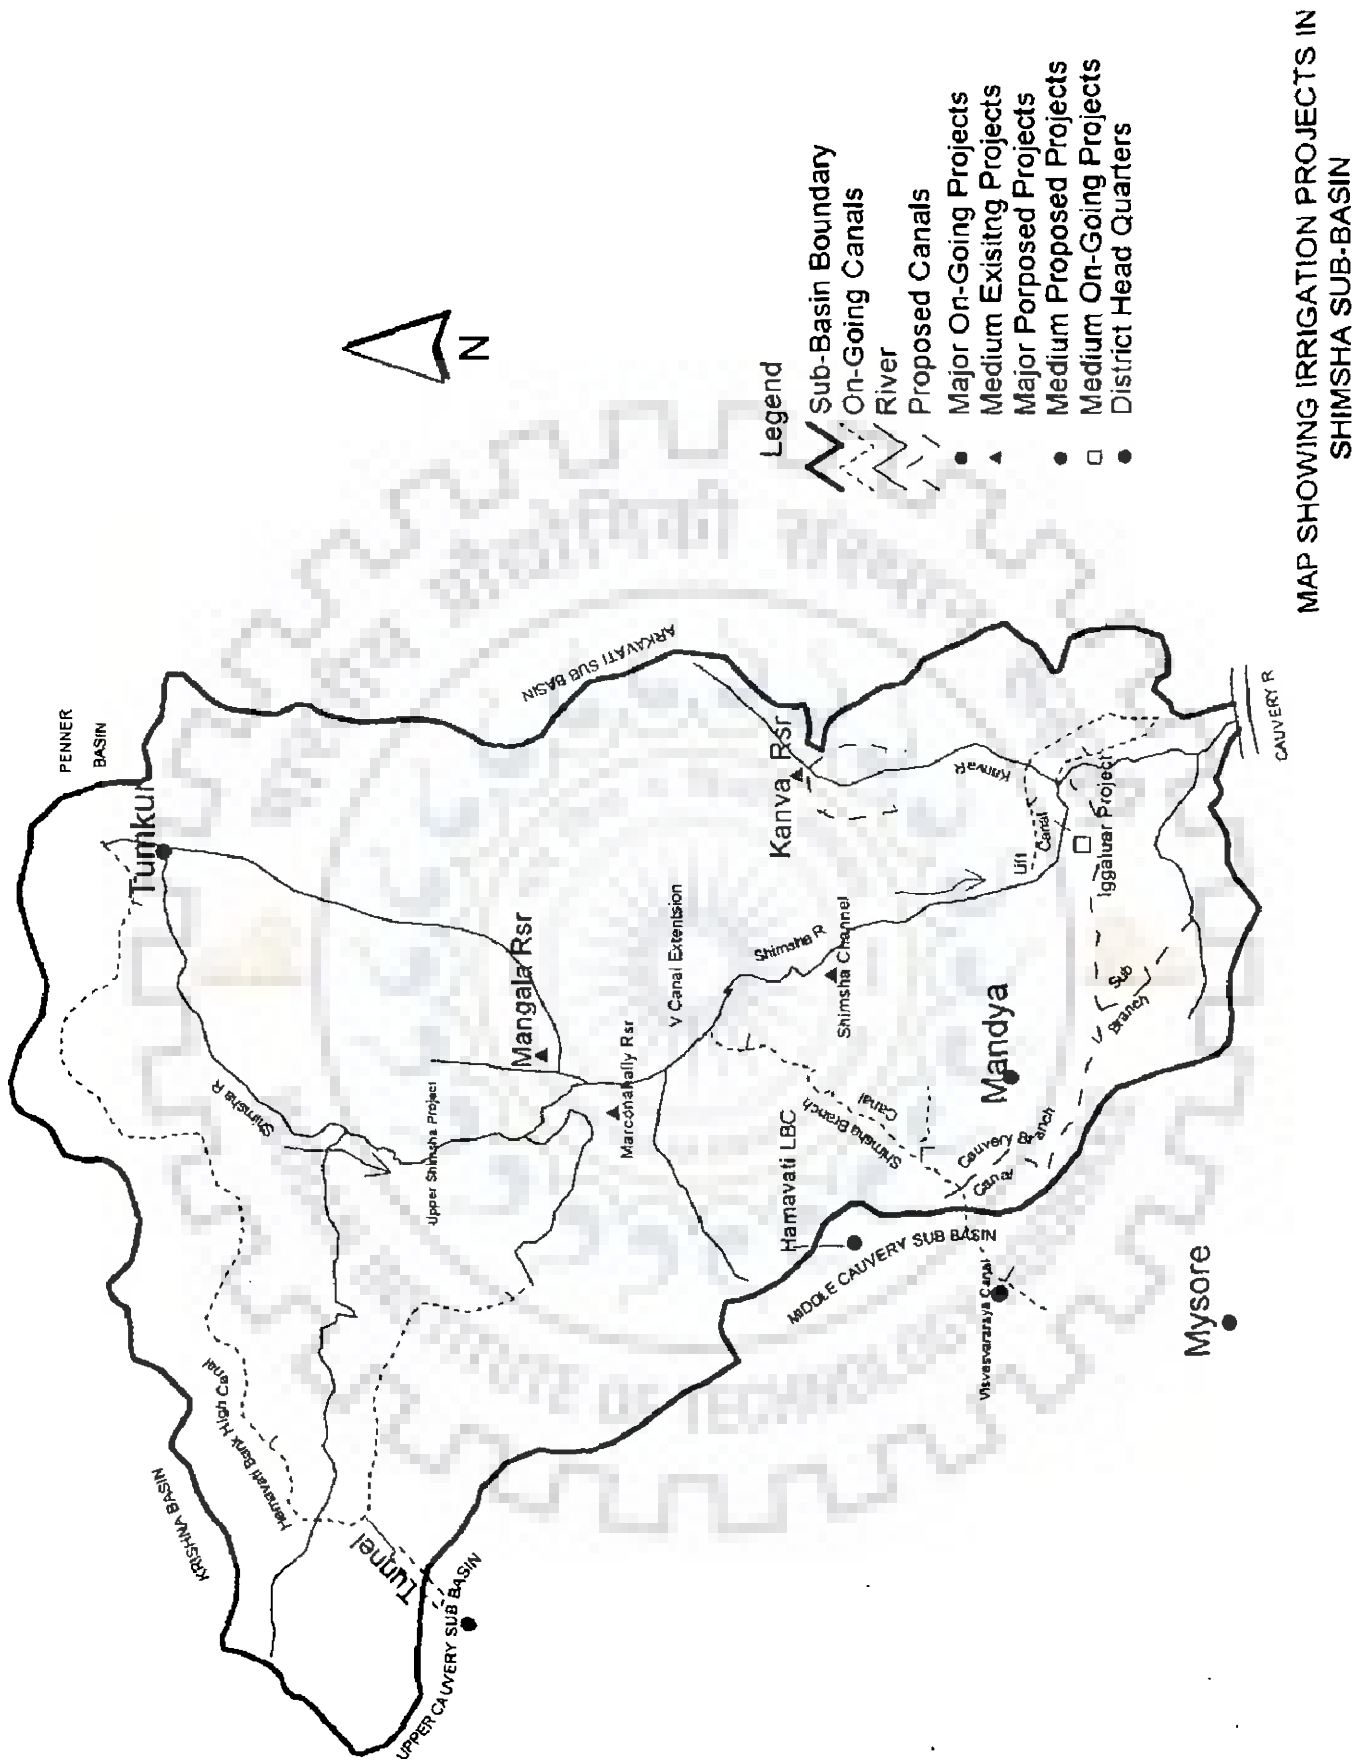 PENNER
BASIN
Tumkur
ARKAVATI SUB BASIN
Mangala Rsr
Kanva Rsr
V Canal Extentsion
Shimsha R
Shimsha R
Upper Shimsha Project
Marconahally Rsr
Shimsha Channel
Kanva R
Lift
Canal
Iggaluar Project
CAUVERY R
Mandya
Sub
Branch
Shimsha Branch
Canal
Cauvery Branch
Canal
Hamavati LBC
MIDDLE CAUVERY SUB BASIN
Visvasvararaya Canal
Mysore
Hemavati Bank High Canal
KRISHNA BASIN
Tunnel
UPPER CAUVERY SUB BASIN
N
Legend
Sub-Basin Boundary
On-Going Canals
River
Proposed Canals
Major On-Going Projects
Medium Exisitng Projects
Major Porposed Projects
Medium Proposed Projects
Medium On-Going Projects
District Head Quarters
MAP SHOWING IRRIGATION PROJECTS IN
SHIMSHA SUB-BASIN